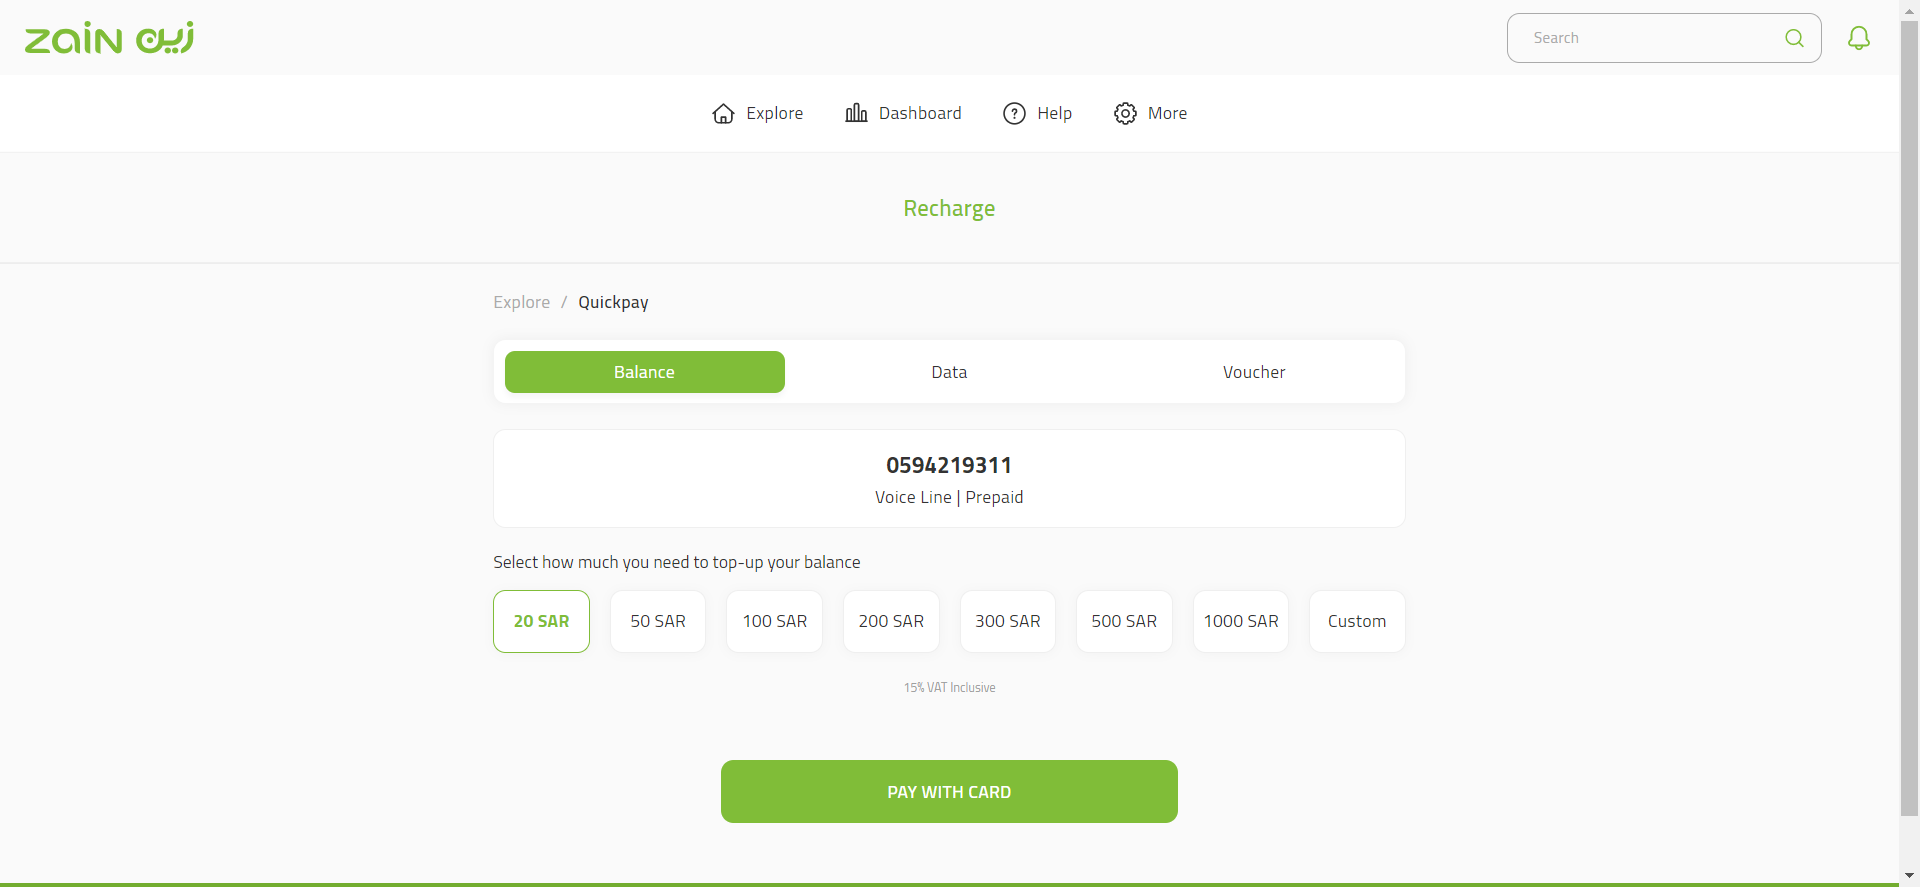 zain زين
Search
Explore
Dashboard
Help
More
Recharge
Explore / Quickpay
Balance
Data
Voucher
0594219311
Voice Line | Prepaid
Select how much you need to top-up your balance
20 SAR
50 SAR
100 SAR
200 SAR
300 SAR
500 SAR
1000 SAR
Custom
15% VAT Inclusive
PAY WITH CARD